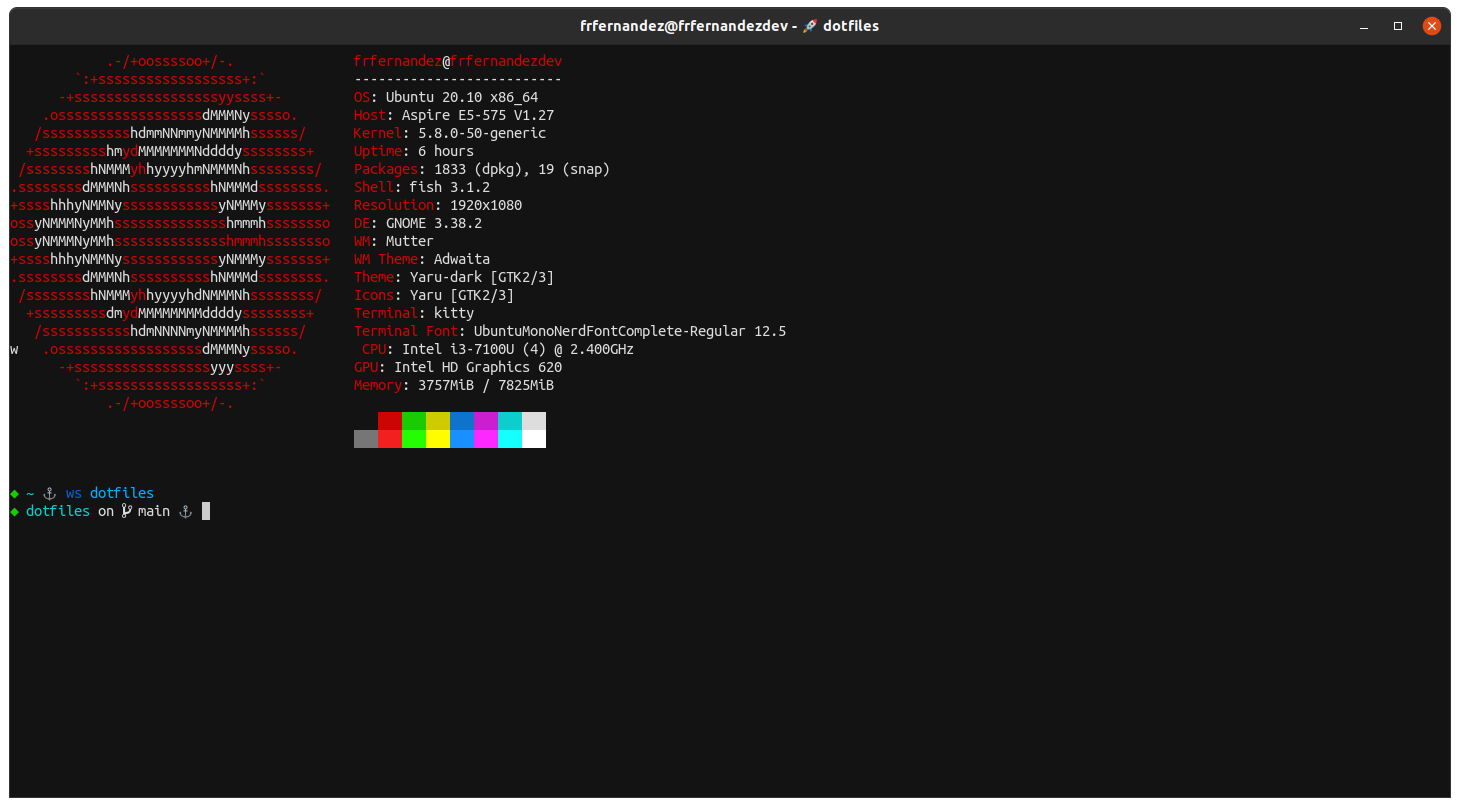 frfernandez@frfernandezdev - 🚀 dotfiles
            .-/+oossssoo+/-.               frfernandez@frfernandezdev
        `:+ssssssssssssssssss+:`           --------------------------
      -+ssssssssssssssssssyyssss+-         OS: Ubuntu 20.10 x86_64
    .ossssssssssssssssssdMMMNysssso.       Host: Aspire E5-575 V1.27
   /ssssssssssshdmmNNmmyNMMMMhssssss/      Kernel: 5.8.0-50-generic
  +ssssssssshmydMMMMMMMNddddyssssssss+     Uptime: 6 hours
 /sssssssshNMMMyhhyyyyhmNMMMNhssssssss/    Packages: 1833 (dpkg), 19 (snap)
.ssssssssdMMMNhsssssssssshNMMMdssssssss.   Shell: fish 3.1.2
+sssshhhyNMMNyssssssssssssyNMMMysssssss+   Resolution: 1920x1080
ossyNMMMNyMMhsssssssssssssshmmmhssssssso   DE: GNOME 3.38.2
ossyNMMMNyMMhsssssssssssssshmmmhssssssso   WM: Mutter
+sssshhhyNMMNyssssssssssssyNMMMysssssss+   WM Theme: Adwaita
.ssssssssdMMMNhsssssssssshNMMMdssssssss.   Theme: Yaru-dark [GTK2/3]
 /sssssssshNMMMyhhyyyyhdNMMMNhssssssss/    Icons: Yaru [GTK2/3]
  +sssssssssdmydMMMMMMMMddddyssssssss+     Terminal: kitty
   /ssssssssssshdmNNNNmyNMMMMhssssss/      Terminal Font: UbuntuMonoNerdFontComplete-Regular 12.5
w   .ossssssssssssssssssdMMMNysssso.        CPU: Intel i3-7100U (4) @ 2.400GHz
      -+sssssssssssssssssyyyssss+-         GPU: Intel HD Graphics 620
        `:+ssssssssssssssssss+:`           Memory: 3757MiB / 7825MiB
            .-/+oossssoo+/-.
◆ ~ ⚓ ws dotfiles
◆ dotfiles on  main ⚓